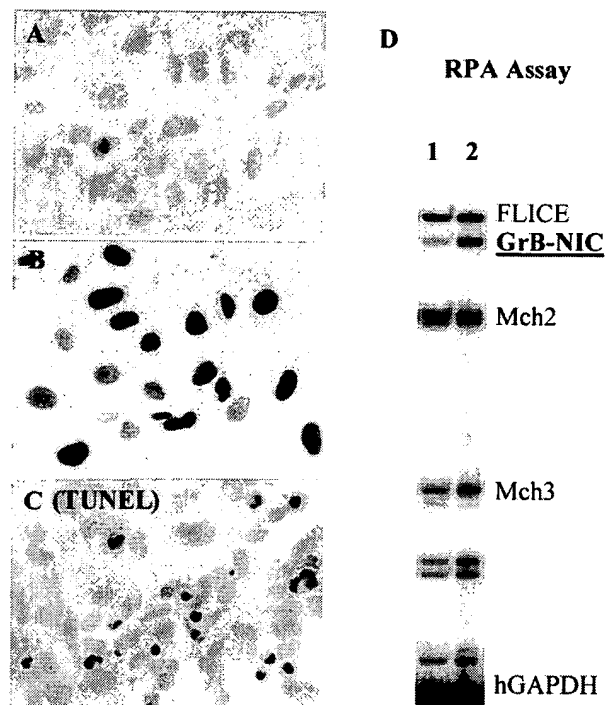 A
B
C (TUNEL)
D
RPA Assay
1 2
FLICE
GrB-NIC
Mch2
Mch3
hGAPDH